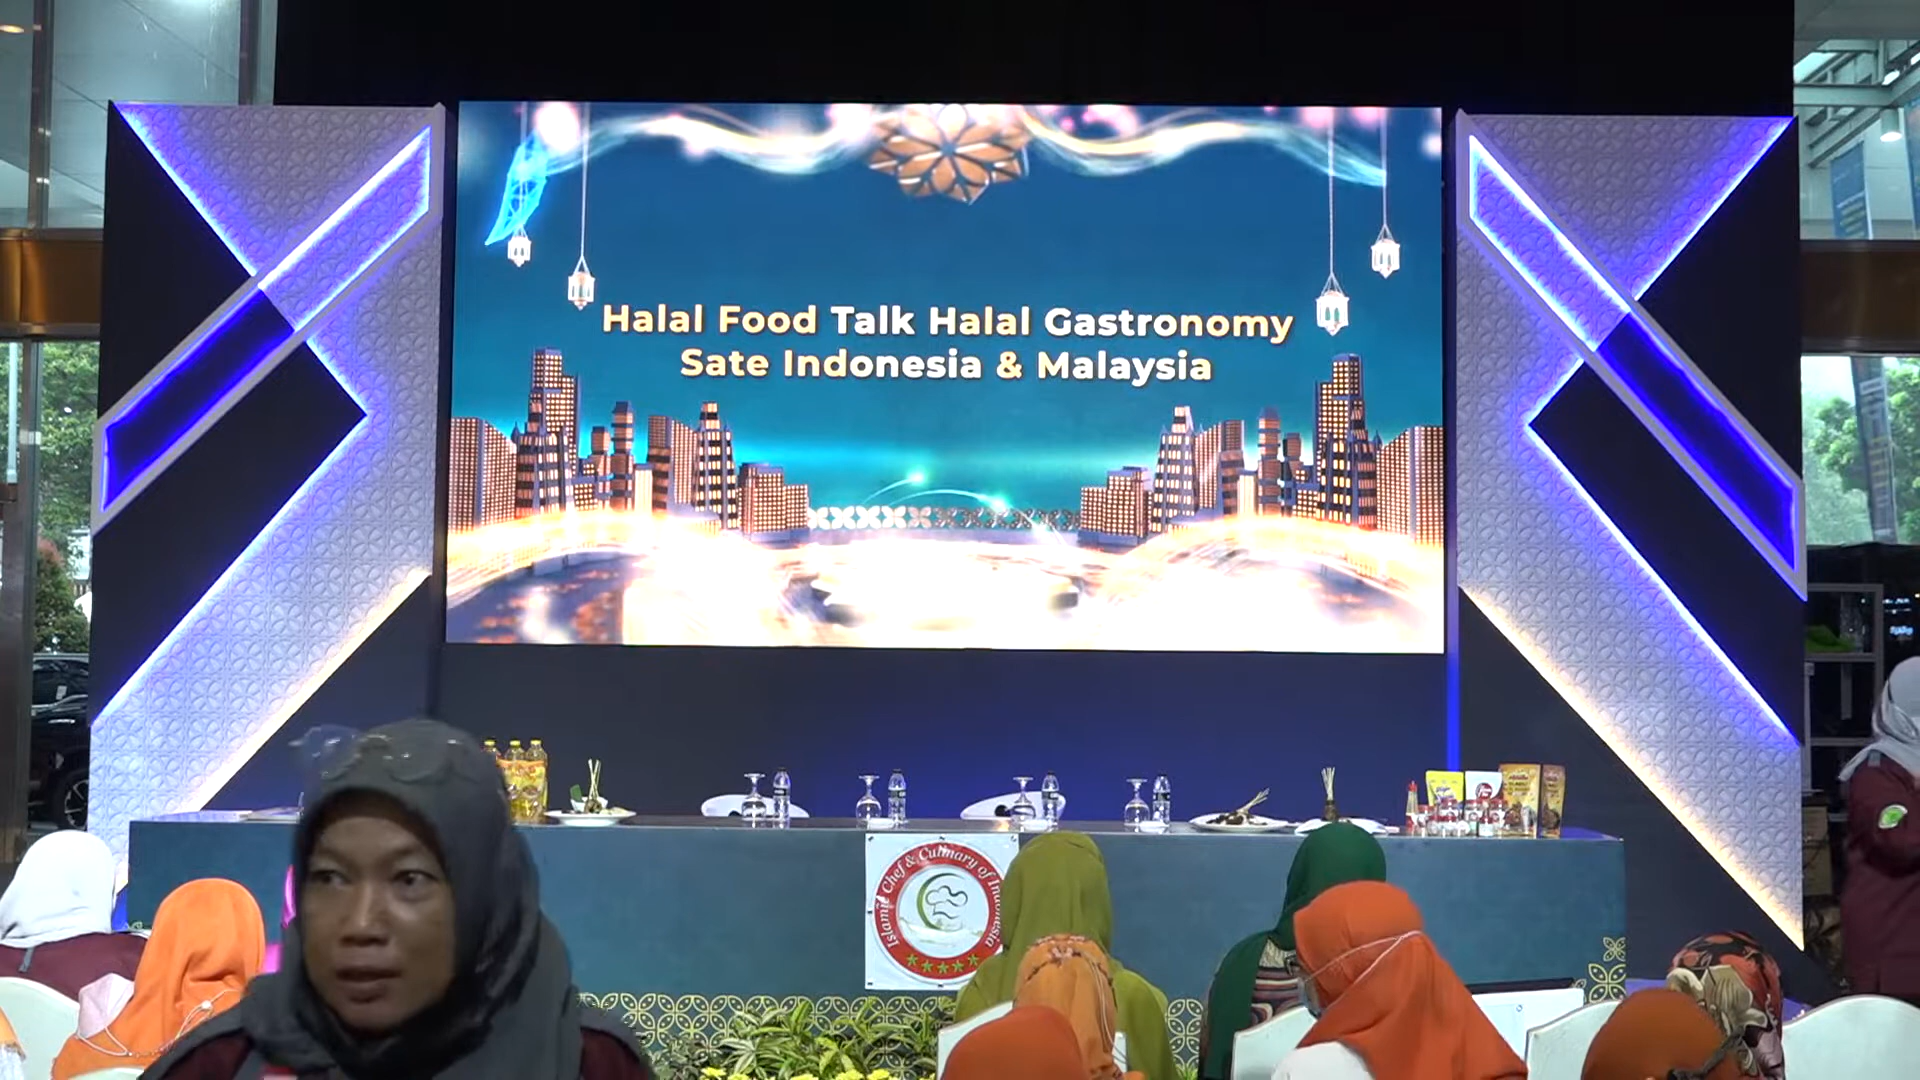 Halal Food Talk Halal Gastronomy
Sate Indonesia & Malaysia
Islamic Chef & Culinary of Indonesia